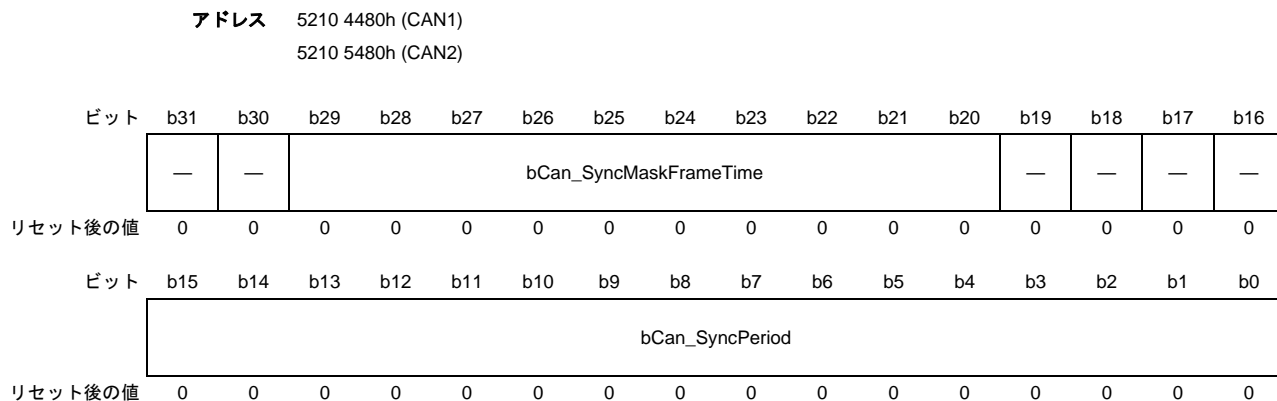 アドレス 5210 4480h (CAN1)
5210 5480h (CAN2)
ビット b31 b30 b29 b28 b27 b26 b25 b24 b23 b22 b21 b20 b19 b18 b17 b16
— — bCan_SyncMaskFrameTime — — — —
リセット後の値 0 0 0 0 0 0 0 0 0 0 0 0 0 0 0 0
ビット b15 b14 b13 b12 b11 b10 b9 b8 b7 b6 b5 b4 b3 b2 b1 b0
bCan_SyncPeriod
リセット後の値 0 0 0 0 0 0 0 0 0 0 0 0 0 0 0 0